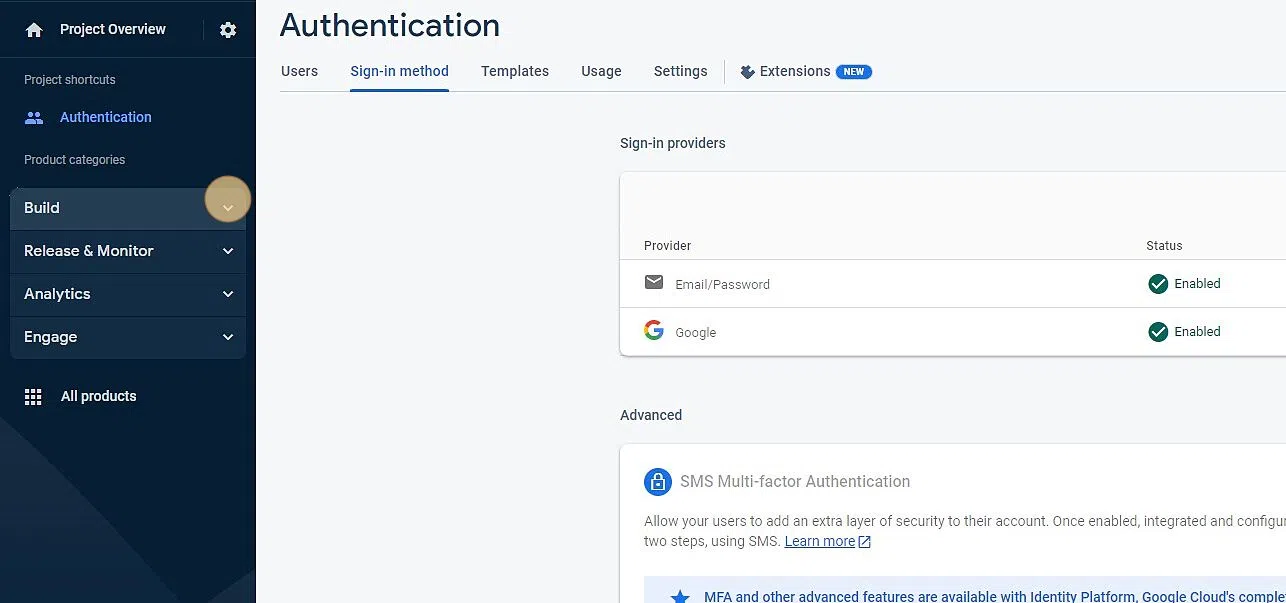 Project Overview
Project shortcuts
Authentication
Product categories
Build
Release & Monitor
Analytics
Engage
All products
Authentication
Users Sign-in method Templates Usage Settings Extensions NEW
Sign-in providers
Provider Status
Email/Password Enabled
Google Enabled
Advanced
SMS Multi-factor Authentication
Allow your users to add an extra layer of security to their account. Once enabled, integrated and configu
two steps, using SMS. Learn more
MFA and other advanced features are available with Identity Platform, Google Cloud's comple